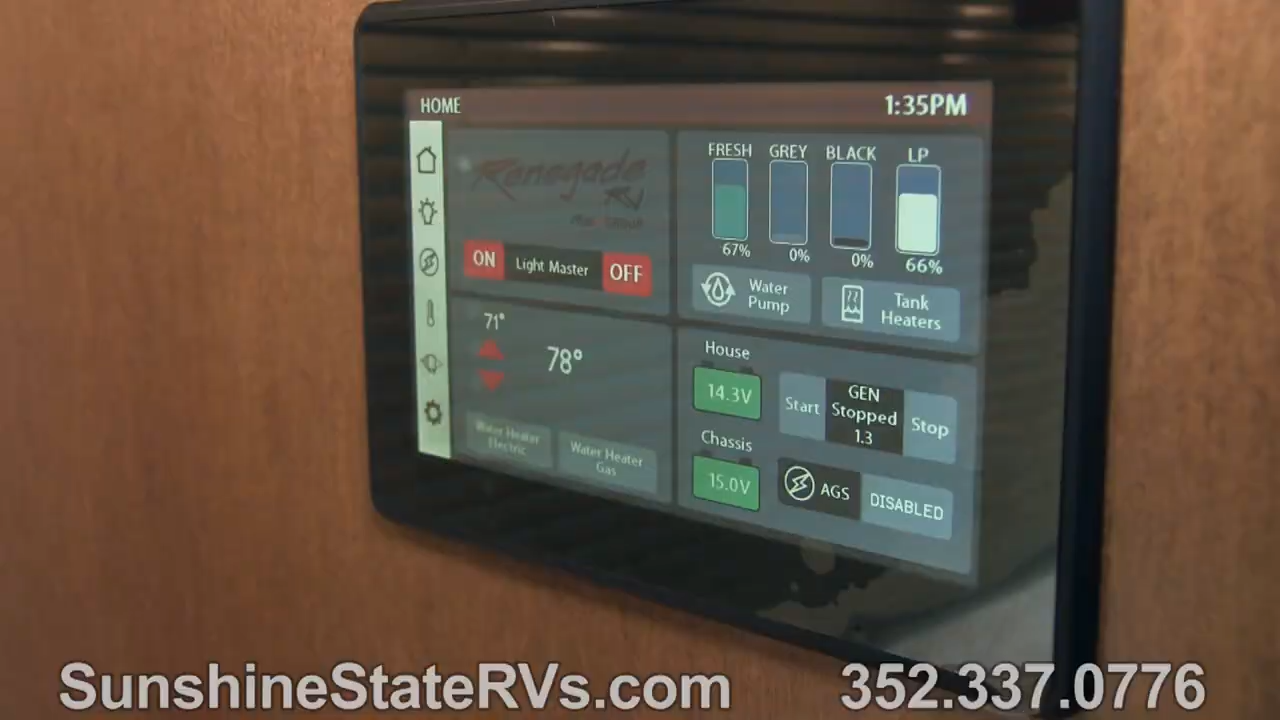 HOME
1:35PM
Renegade
RV
ON
Light Master
OFF
FRESH
GREY
BLACK
LP
67%
0%
0%
66%
Water
Pump
Tank
Heaters
71°
78°
Water Heater
Electric
Water Heater
Gas
House
14.3V
Chassis
15.0V
Start
GEN
Stopped
1.3
Stop
AGS
DISABLED
SunshineStateRVs.com
352.337.0776